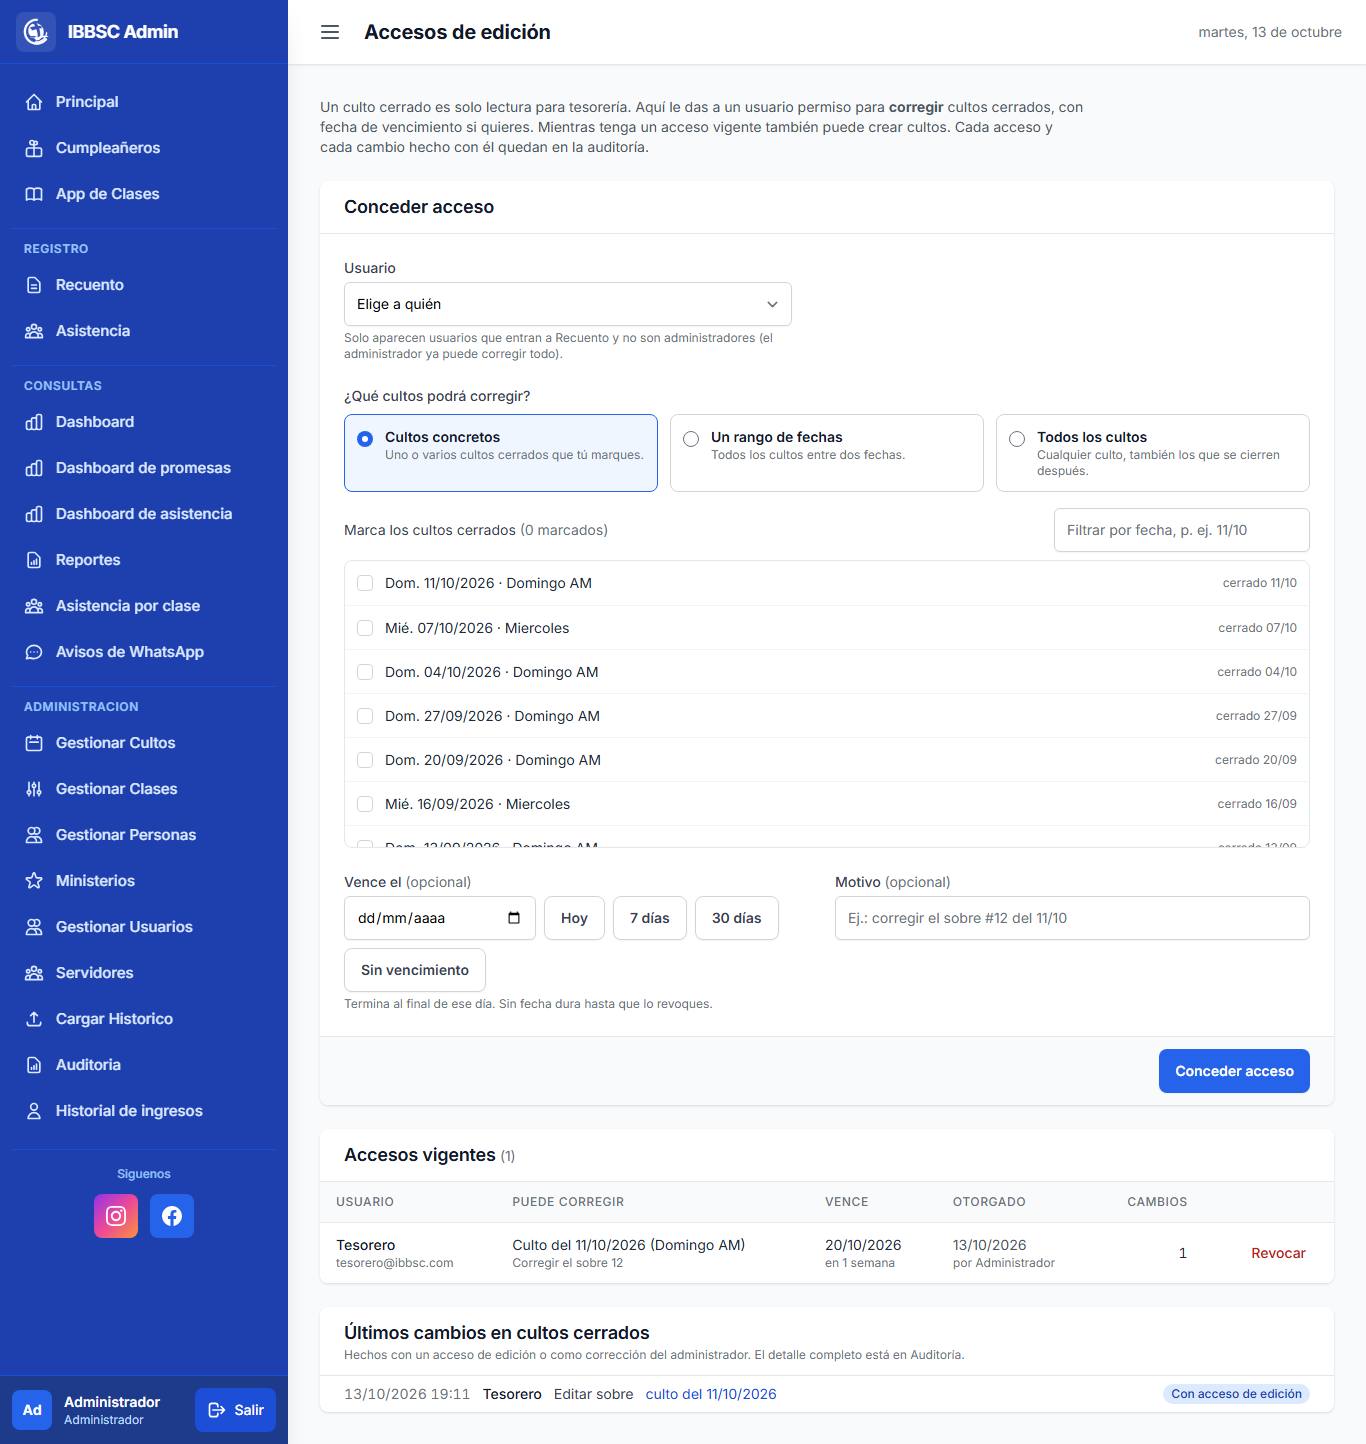 IBBSC Admin
Principal
Cumpleañeros
App de Clases
REGISTRO
Recuento
Asistencia
CONSULTAS
Dashboard
Dashboard de promesas
Dashboard de asistencia
Reportes
Asistencia por clase
Avisos de WhatsApp
ADMINISTRACION
Gestionar Cultos
Gestionar Clases
Gestionar Personas
Ministerios
Gestionar Usuarios
Servidores
Cargar Historico
Auditoria
Historial de ingresos
Siguenos
Ad
Administrador
Administrador
Salir
Accesos de edición
martes, 13 de octubre
Un culto cerrado es solo lectura para tesorería. Aquí le das a un usuario permiso para corregir cultos cerrados, con
fecha de vencimiento si quieres. Mientras tenga un acceso vigente también puede crear cultos. Cada acceso y
cada cambio hecho con él quedan en la auditoría.
Conceder acceso
Usuario
Elige a quién
Solo aparecen usuarios que entran a Recuento y no son administradores (el
administrador ya puede corregir todo).
¿Qué cultos podrá corregir?
Cultos concretos
Uno o varios cultos cerrados que tú marques.
Un rango de fechas
Todos los cultos entre dos fechas.
Todos los cultos
Cualquier culto, también los que se cierren
después.
Marca los cultos cerrados (0 marcados)
Filtrar por fecha, p. ej. 11/10
Dom. 11/10/2026 · Domingo AM cerrado 11/10
Mié. 07/10/2026 · Miercoles cerrado 07/10
Dom. 04/10/2026 · Domingo AM cerrado 04/10
Dom. 27/09/2026 · Domingo AM cerrado 27/09
Dom. 20/09/2026 · Domingo AM cerrado 20/09
Mié. 16/09/2026 · Miercoles cerrado 16/09
Dom. 13/09/2026 · Domingo AM cerrado 13/09
Vence el (opcional)
dd/mm/aaaa
Hoy
7 días
30 días
Sin vencimiento
Termina al final de ese día. Sin fecha dura hasta que lo revoques.
Motivo (opcional)
Ej.: corregir el sobre #12 del 11/10
Conceder acceso
Accesos vigentes (1)
USUARIO PUEDE CORREGIR VENCE OTORGADO CAMBIOS
Tesorero Culto del 11/10/2026 (Domingo AM) 20/10/2026 13/10/2026 1 Revocar
tesorero@ibbsc.com Corregir el sobre 12 en 1 semana por Administrador
Últimos cambios en cultos cerrados
Hechos con un acceso de edición o como corrección del administrador. El detalle completo está en Auditoría.
13/10/2026 19:11 Tesorero Editar sobre culto del 11/10/2026 Con acceso de edición